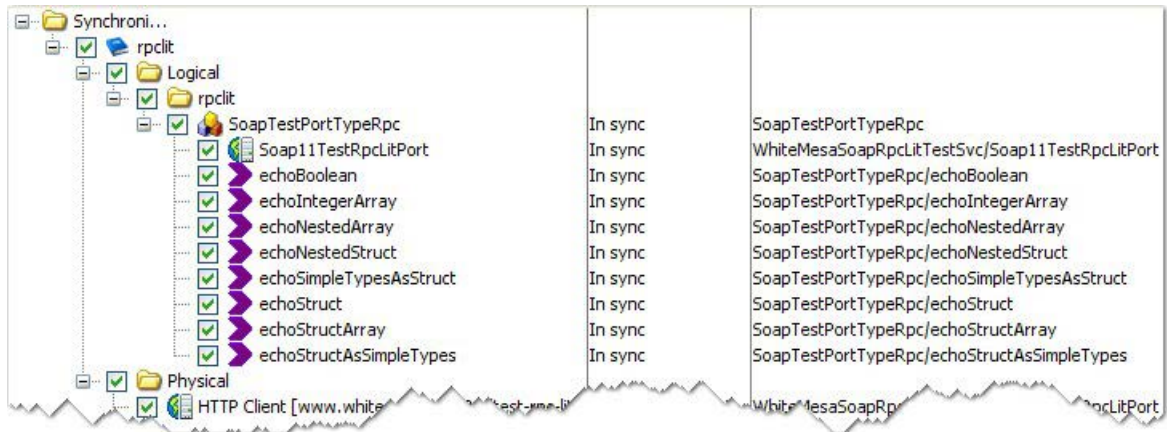 Synchroni...
rpclit
Logical
rpclit
SoapTestPortTypeRpc In sync SoapTestPortTypeRpc
Soap11TestRpcLitPort In sync WhiteMesaSoapRpcLitTestSvc/Soap11TestRpcLitPort
echoBoolean In sync SoapTestPortTypeRpc/echoBoolean
echoIntegerArray In sync SoapTestPortTypeRpc/echoIntegerArray
echoNestedArray In sync SoapTestPortTypeRpc/echoNestedArray
echoNestedStruct In sync SoapTestPortTypeRpc/echoNestedStruct
echoSimpleTypesAsStruct In sync SoapTestPortTypeRpc/echoSimpleTypesAsStruct
echoStruct In sync SoapTestPortTypeRpc/echoStruct
echoStructArray In sync SoapTestPortTypeRpc/echoStructArray
echoStructAsSimpleTypes In sync SoapTestPortTypeRpc/echoStructAsSimpleTypes
Physical
HTTP Client [www.white